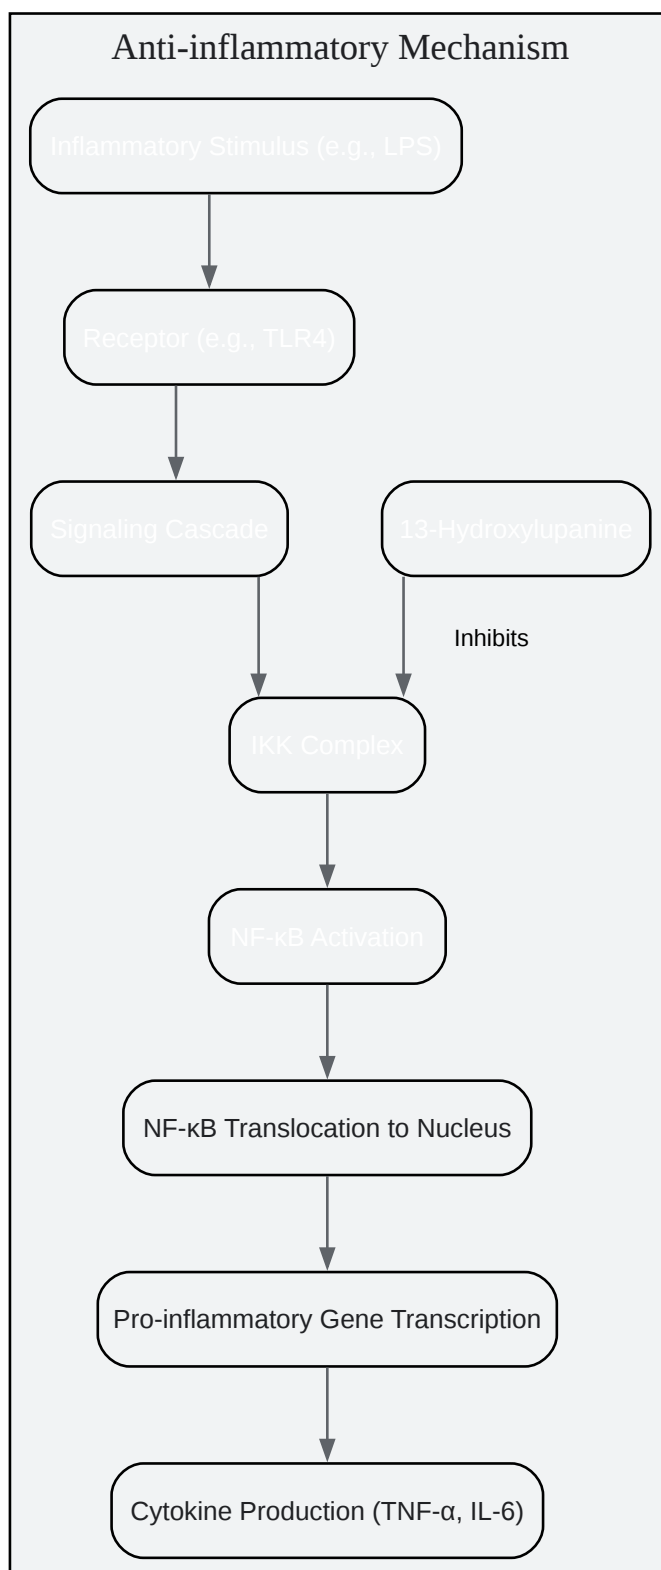 Anti-inflammatory Mechanism
Inflammatory Stimulus (e.g., LPS)
Receptor (e.g., TLR4)
Signaling Cascade
13-Hydroxylupanine
Inhibits
IKK Complex
NF-κB Activation
NF-κB Translocation to Nucleus
Pro-inflammatory Gene Transcription
Cytokine Production (TNF-α, IL-6)